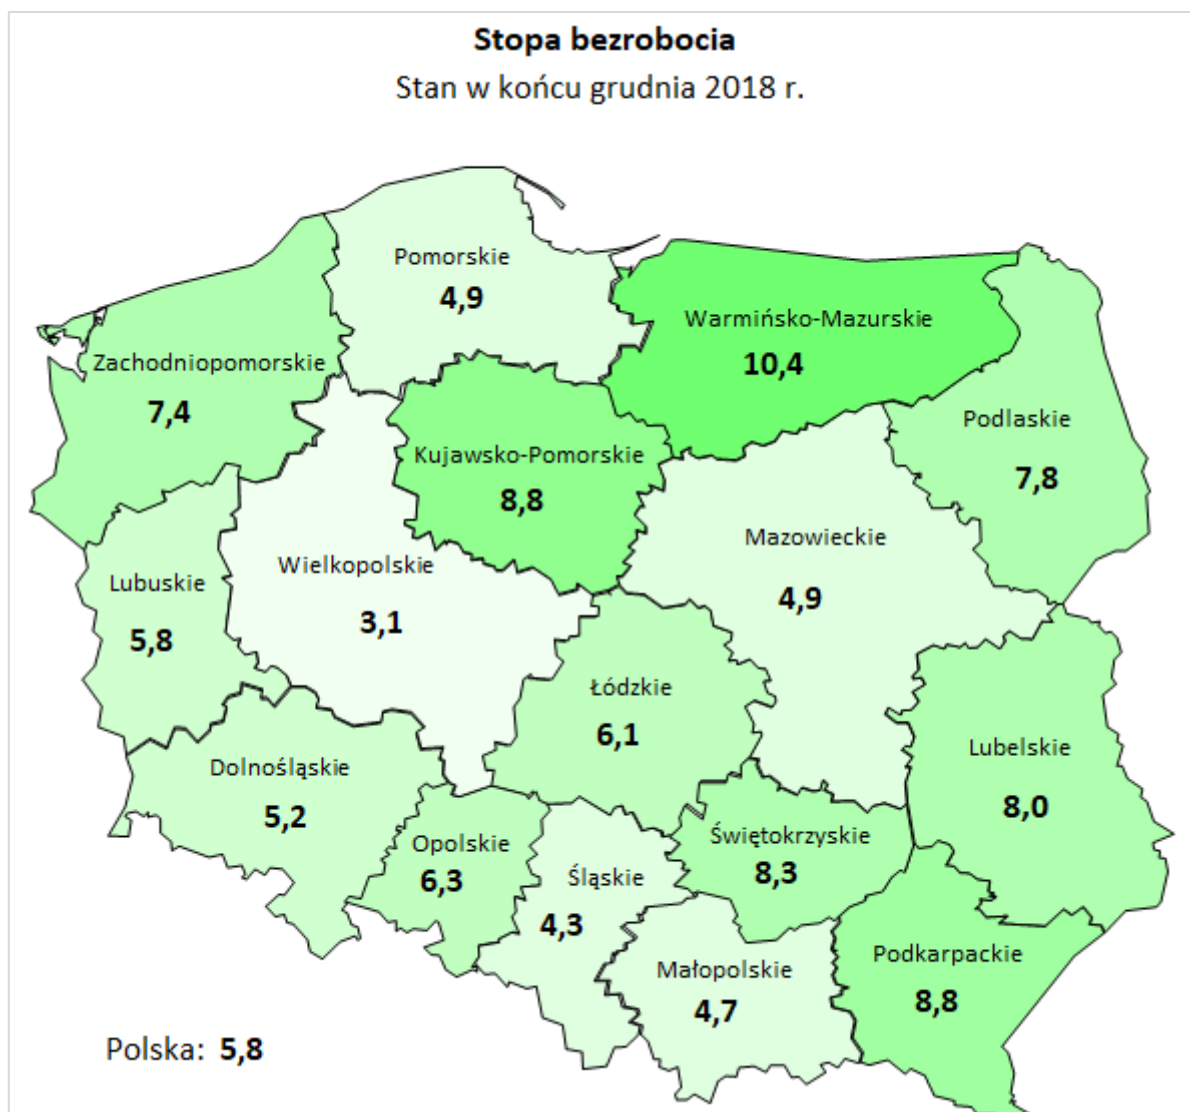 Stopa bezrobocia
Stan w końcu grudnia 2018 r.
Pomorskie
4,9
Warmińsko-Mazurskie
10,4
Zachodniopomorskie
7,4
Podlaskie
7,8
Kujawsko-Pomorskie
8,8
Mazowieckie
4,9
Wielkopolskie
3,1
Lubuskie
5,8
Łódzkie
6,1
Lubelskie
8,0
Dolnośląskie
5,2
Opolskie
6,3
Śląskie
4,3
Świętokrzyskie
8,3
Małopolskie
4,7
Podkarpackie
8,8
Polska: 5,8